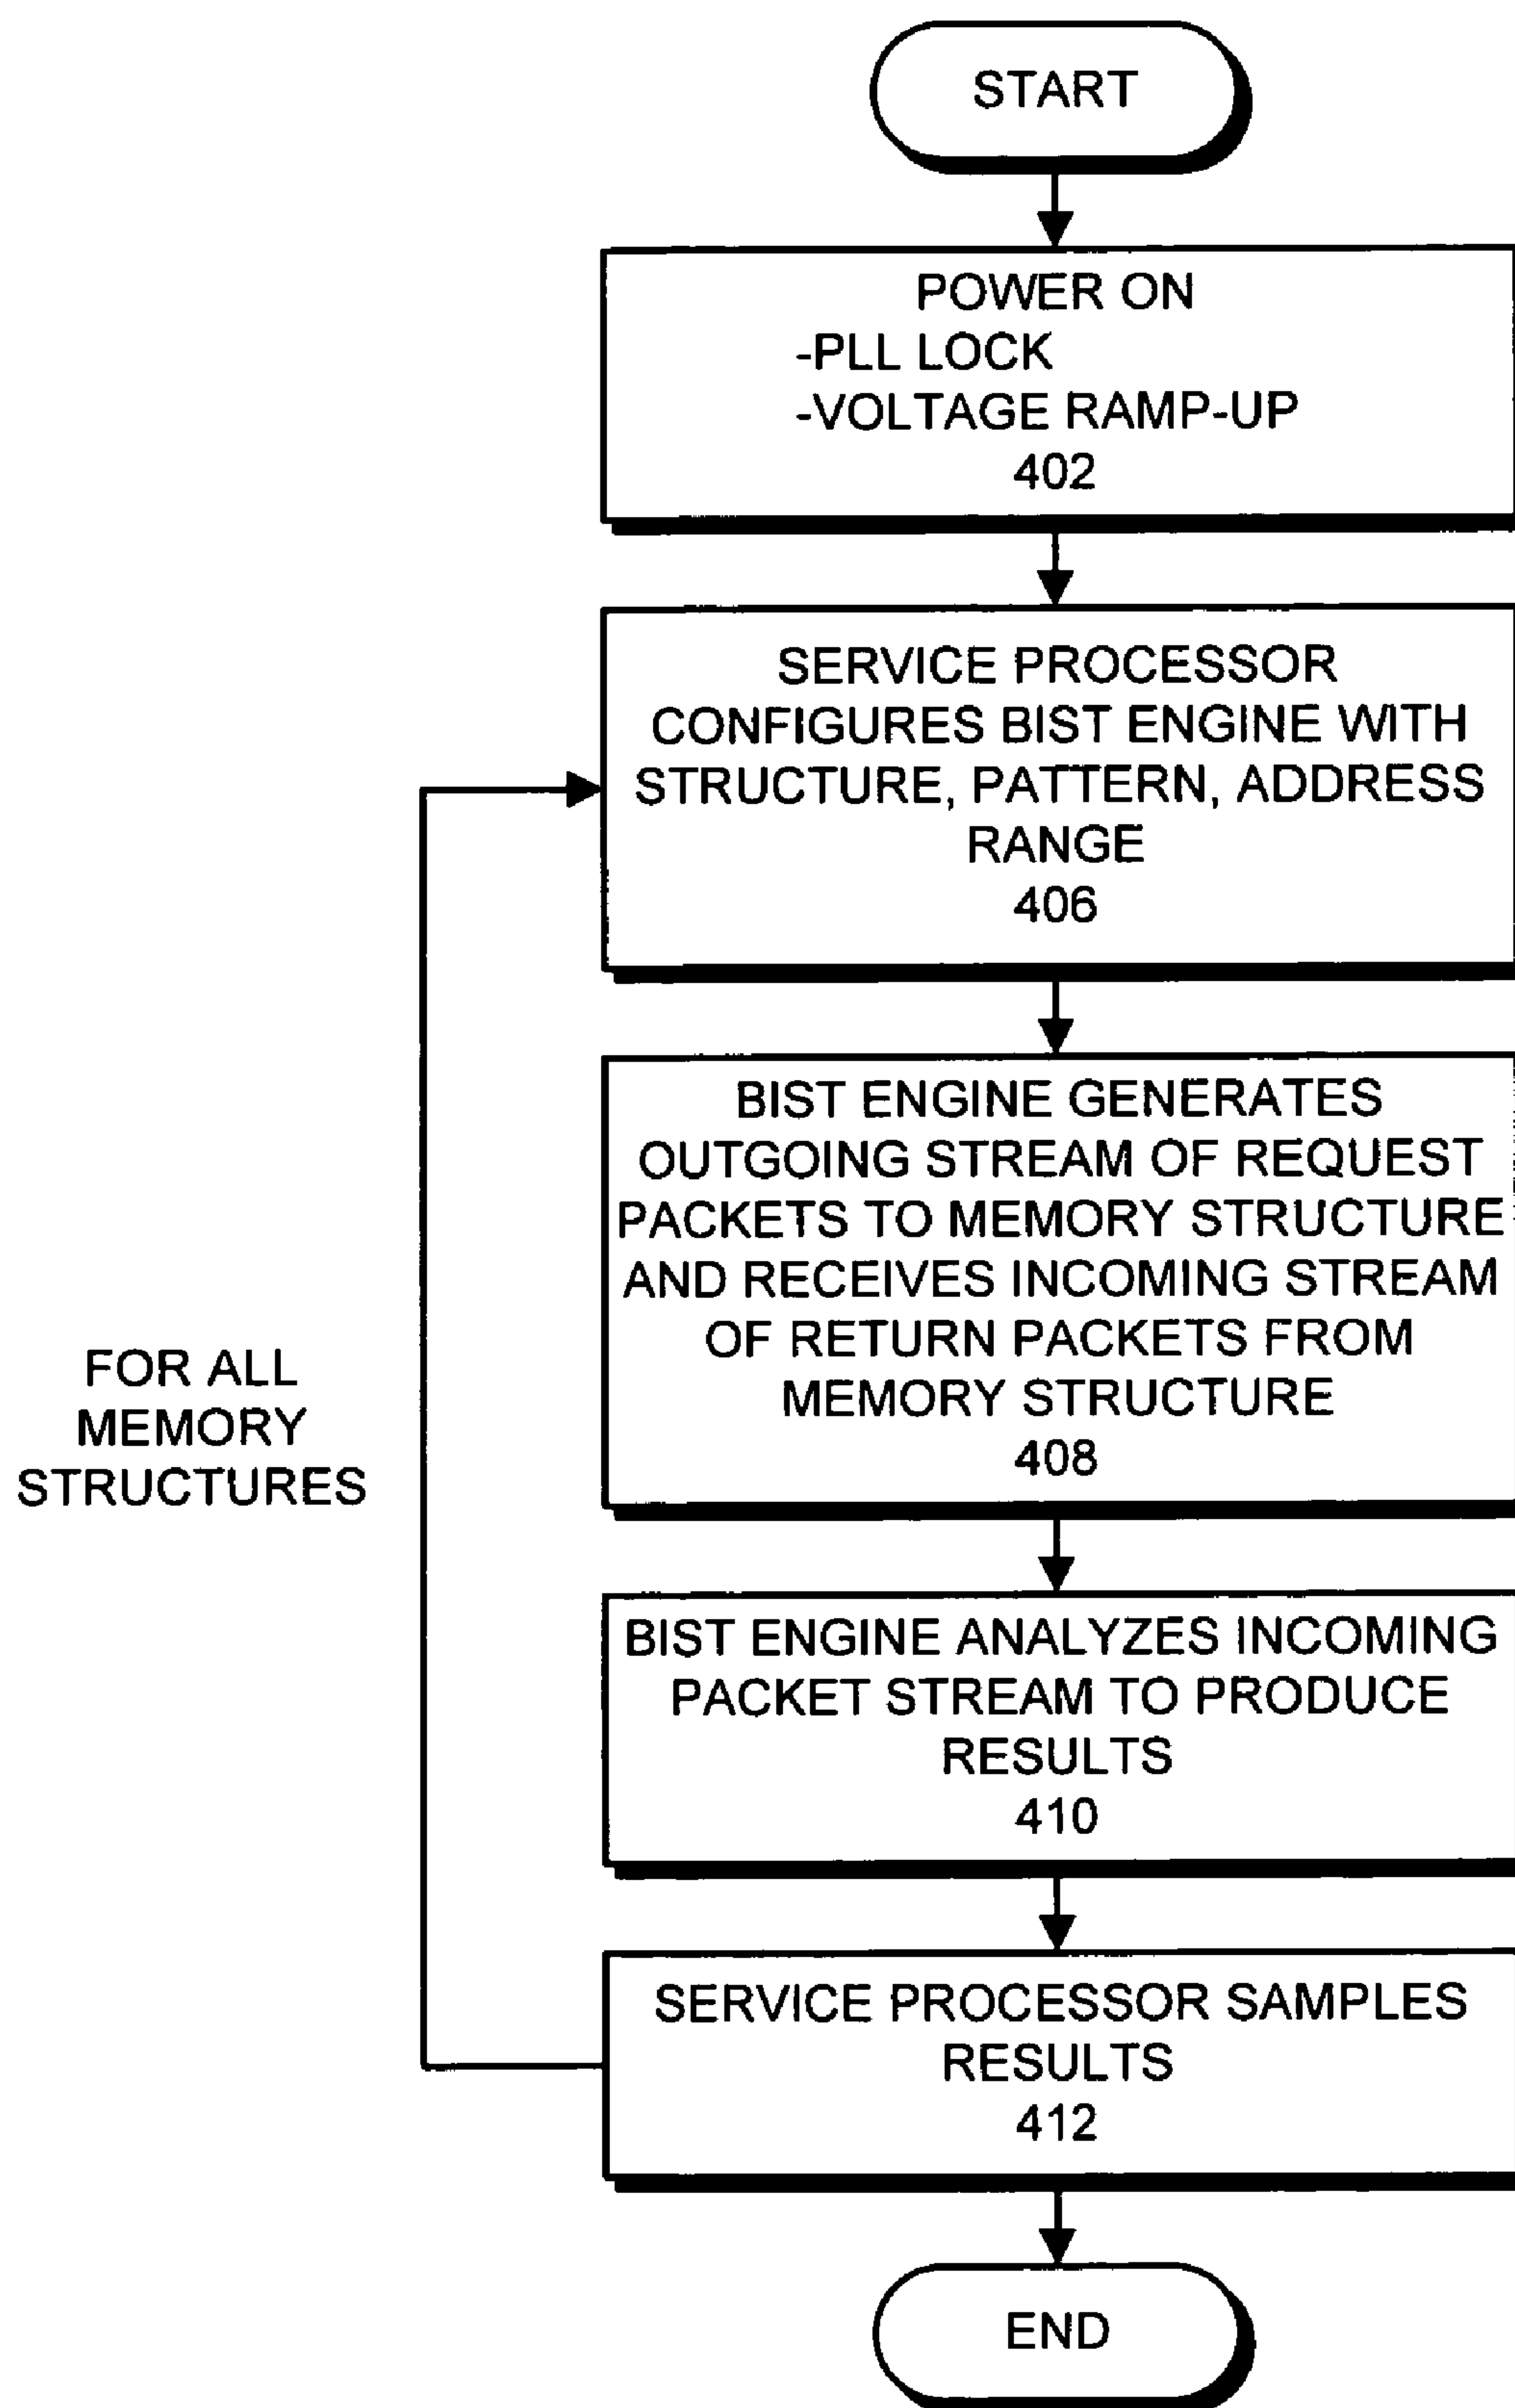 START
POWER ON
-PLL LOCK
-VOLTAGE RAMP-UP
402
SERVICE PROCESSOR
CONFIGURES BIST ENGINE WITH
STRUCTURE, PATTERN, ADDRESS
RANGE
406
BIST ENGINE GENERATES
OUTGOING STREAM OF REQUEST
PACKETS TO MEMORY STRUCTURE
AND RECEIVES INCOMING STREAM
OF RETURN PACKETS FROM
MEMORY STRUCTURE
408
FOR ALL
MEMORY
STRUCTURES
BIST ENGINE ANALYZES INCOMING
PACKET STREAM TO PRODUCE
RESULTS
410
SERVICE PROCESSOR SAMPLES
RESULTS
412
END